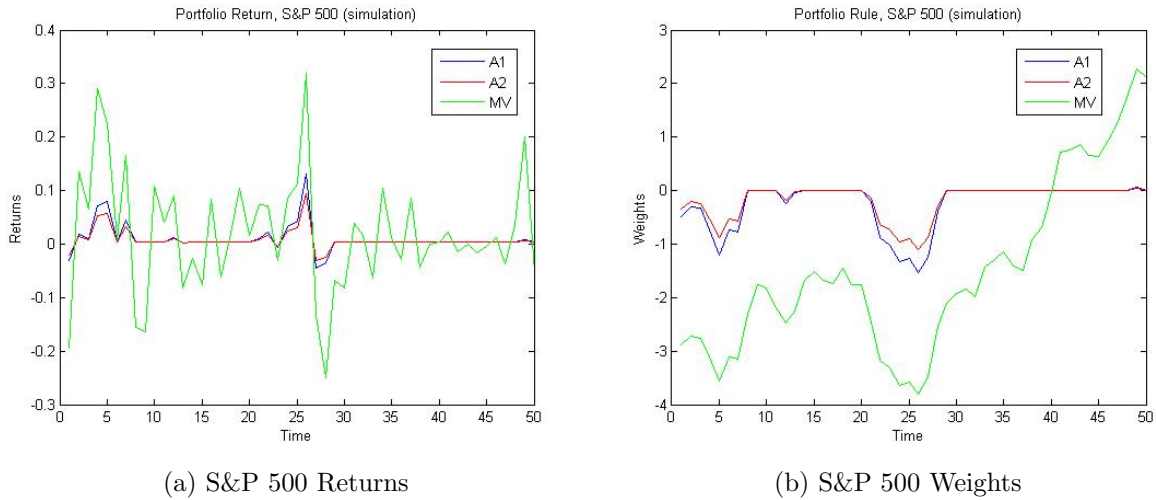 Portfolio Return, S&P 500 (simulation)
0.4
0.3
0.2
0.1
0
-0.1
-0.2
-0.3
Returns
0 5 10 15 20 25 30 35 40 45 50
Time
A1
A2
MV
(a) S&P 500 Returns
Portfolio Rule, S&P 500 (simulation)
3
2
1
0
-1
-2
-3
-4
Weights
0 5 10 15 20 25 30 35 40 45 50
Time
A1
A2
MV
(b) S&P 500 Weights